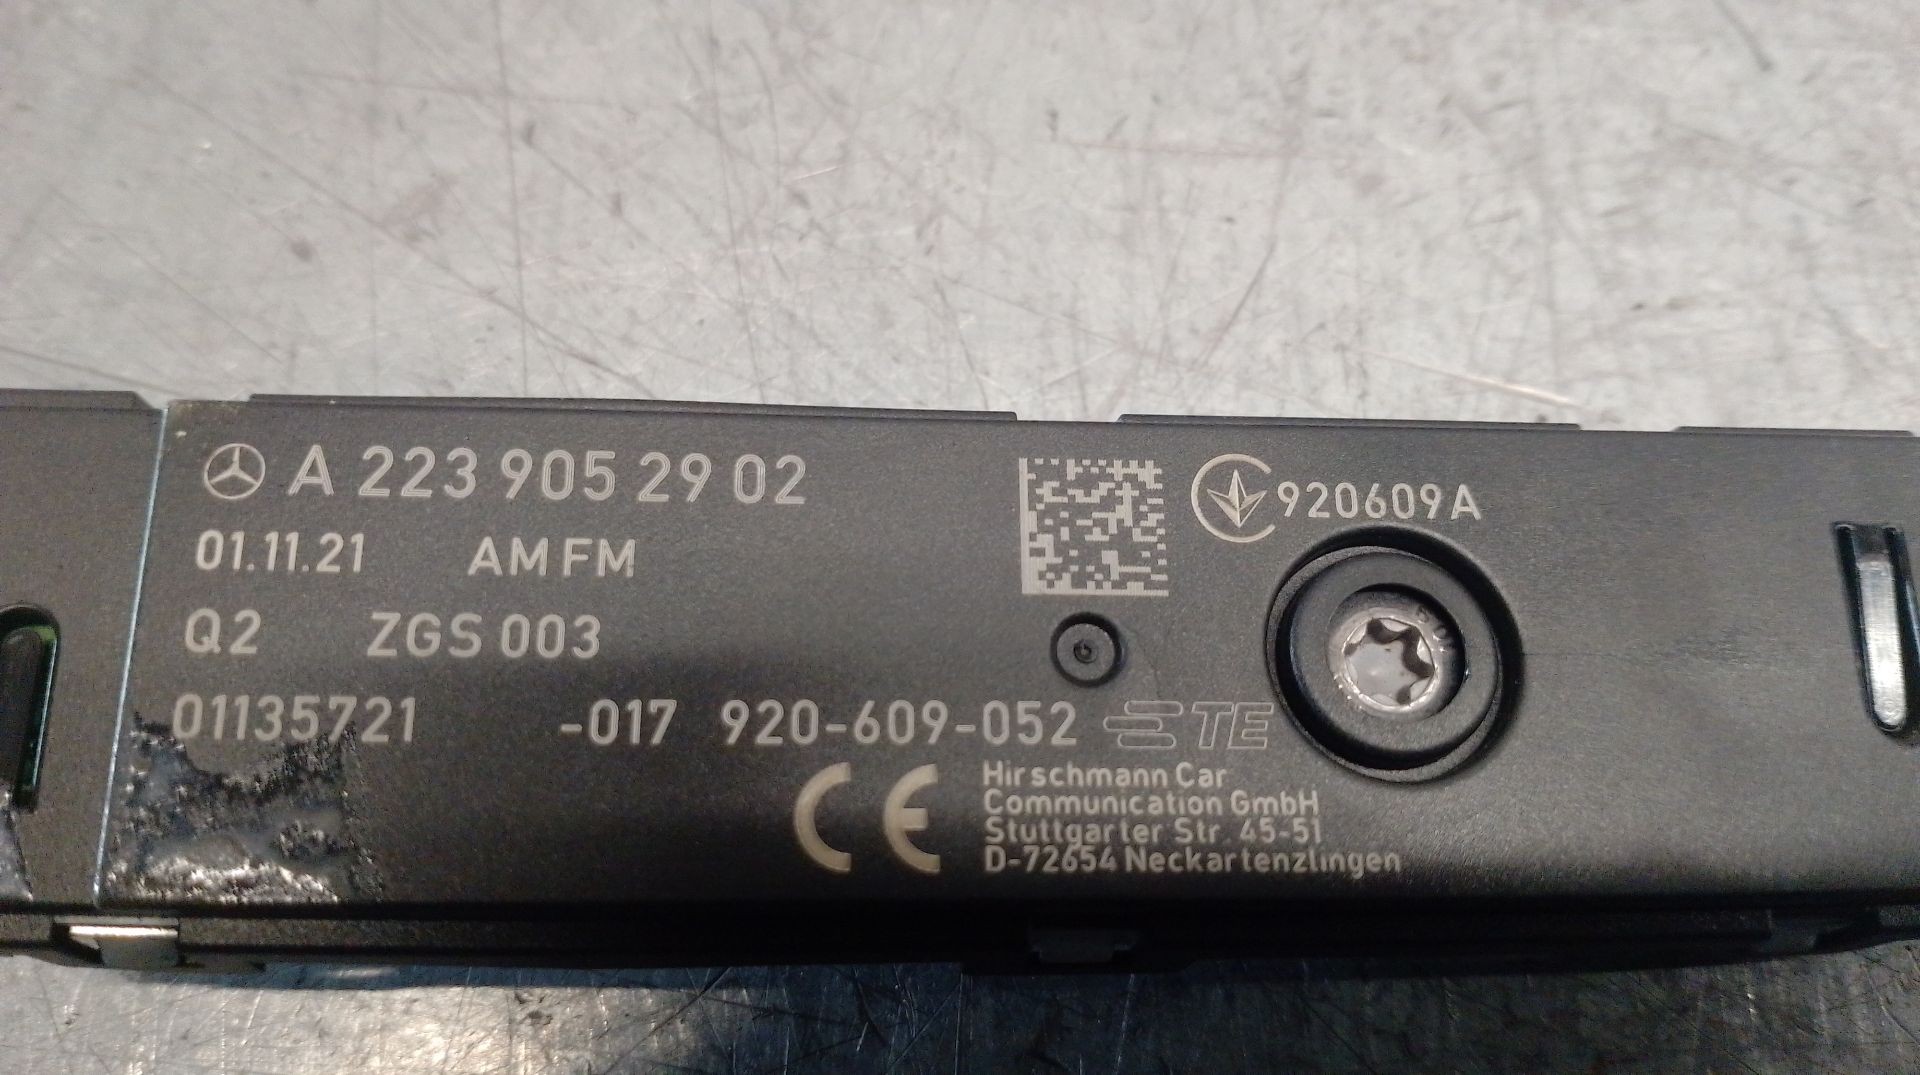 A 223 905 29 02
920609A
01.11.21 AM FM
Q2 ZGS 003
01135721 -017 920-609-052 TE
CE
Hirschmann Car
Communication GmbH
Stuttgarter Str. 45-51
D-72654 Neckartenzlingen